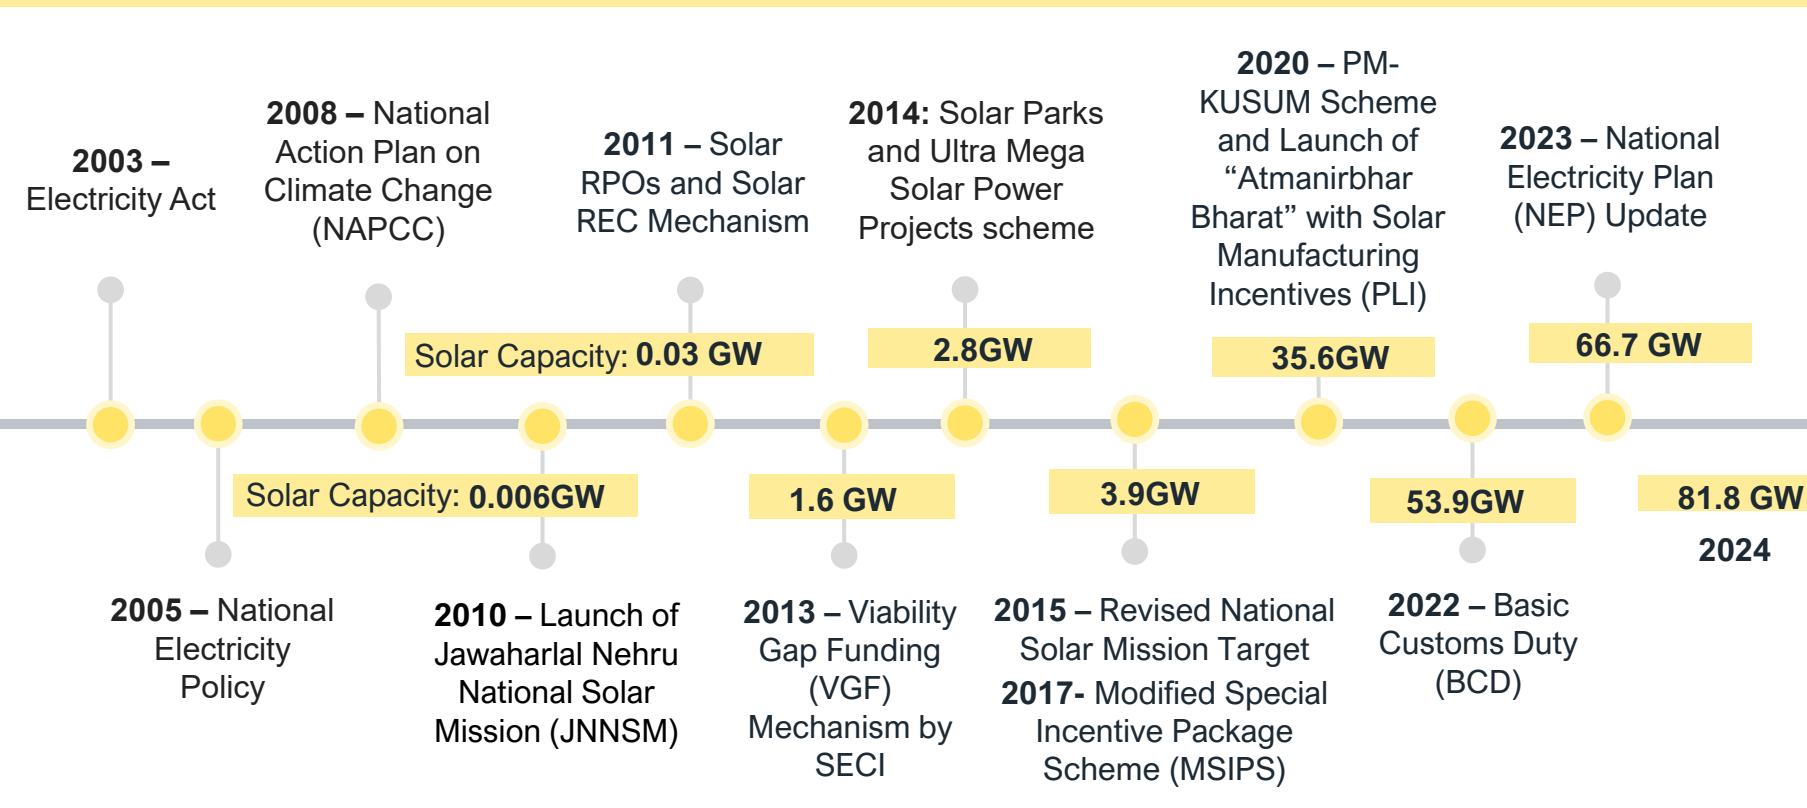 2003 –
Electricity Act
2008 – National
Action Plan on
Climate Change
(NAPCC)
2011 – Solar
RPOs and Solar
REC Mechanism
2014: Solar Parks
and Ultra Mega
Solar Power
Projects scheme
2020 – PM-
KUSUM Scheme
and Launch of
“Atmanirbhar
Bharat” with Solar
Manufacturing
Incentives (PLI)
2023 – National
Electricity Plan
(NEP) Update
Solar Capacity: 0.03 GW
2.8GW
35.6GW
66.7 GW
Solar Capacity: 0.006GW
1.6 GW
3.9GW
53.9GW
81.8 GW
2024
2005 – National
Electricity
Policy
2010 – Launch of
Jawaharlal Nehru
National Solar
Mission (JNNSM)
2013 – Viability
Gap Funding
(VGF)
Mechanism by
SECI
2015 – Revised National
Solar Mission Target
2017- Modified Special
Incentive Package
Scheme (MSIPS)
2022 – Basic
Customs Duty
(BCD)